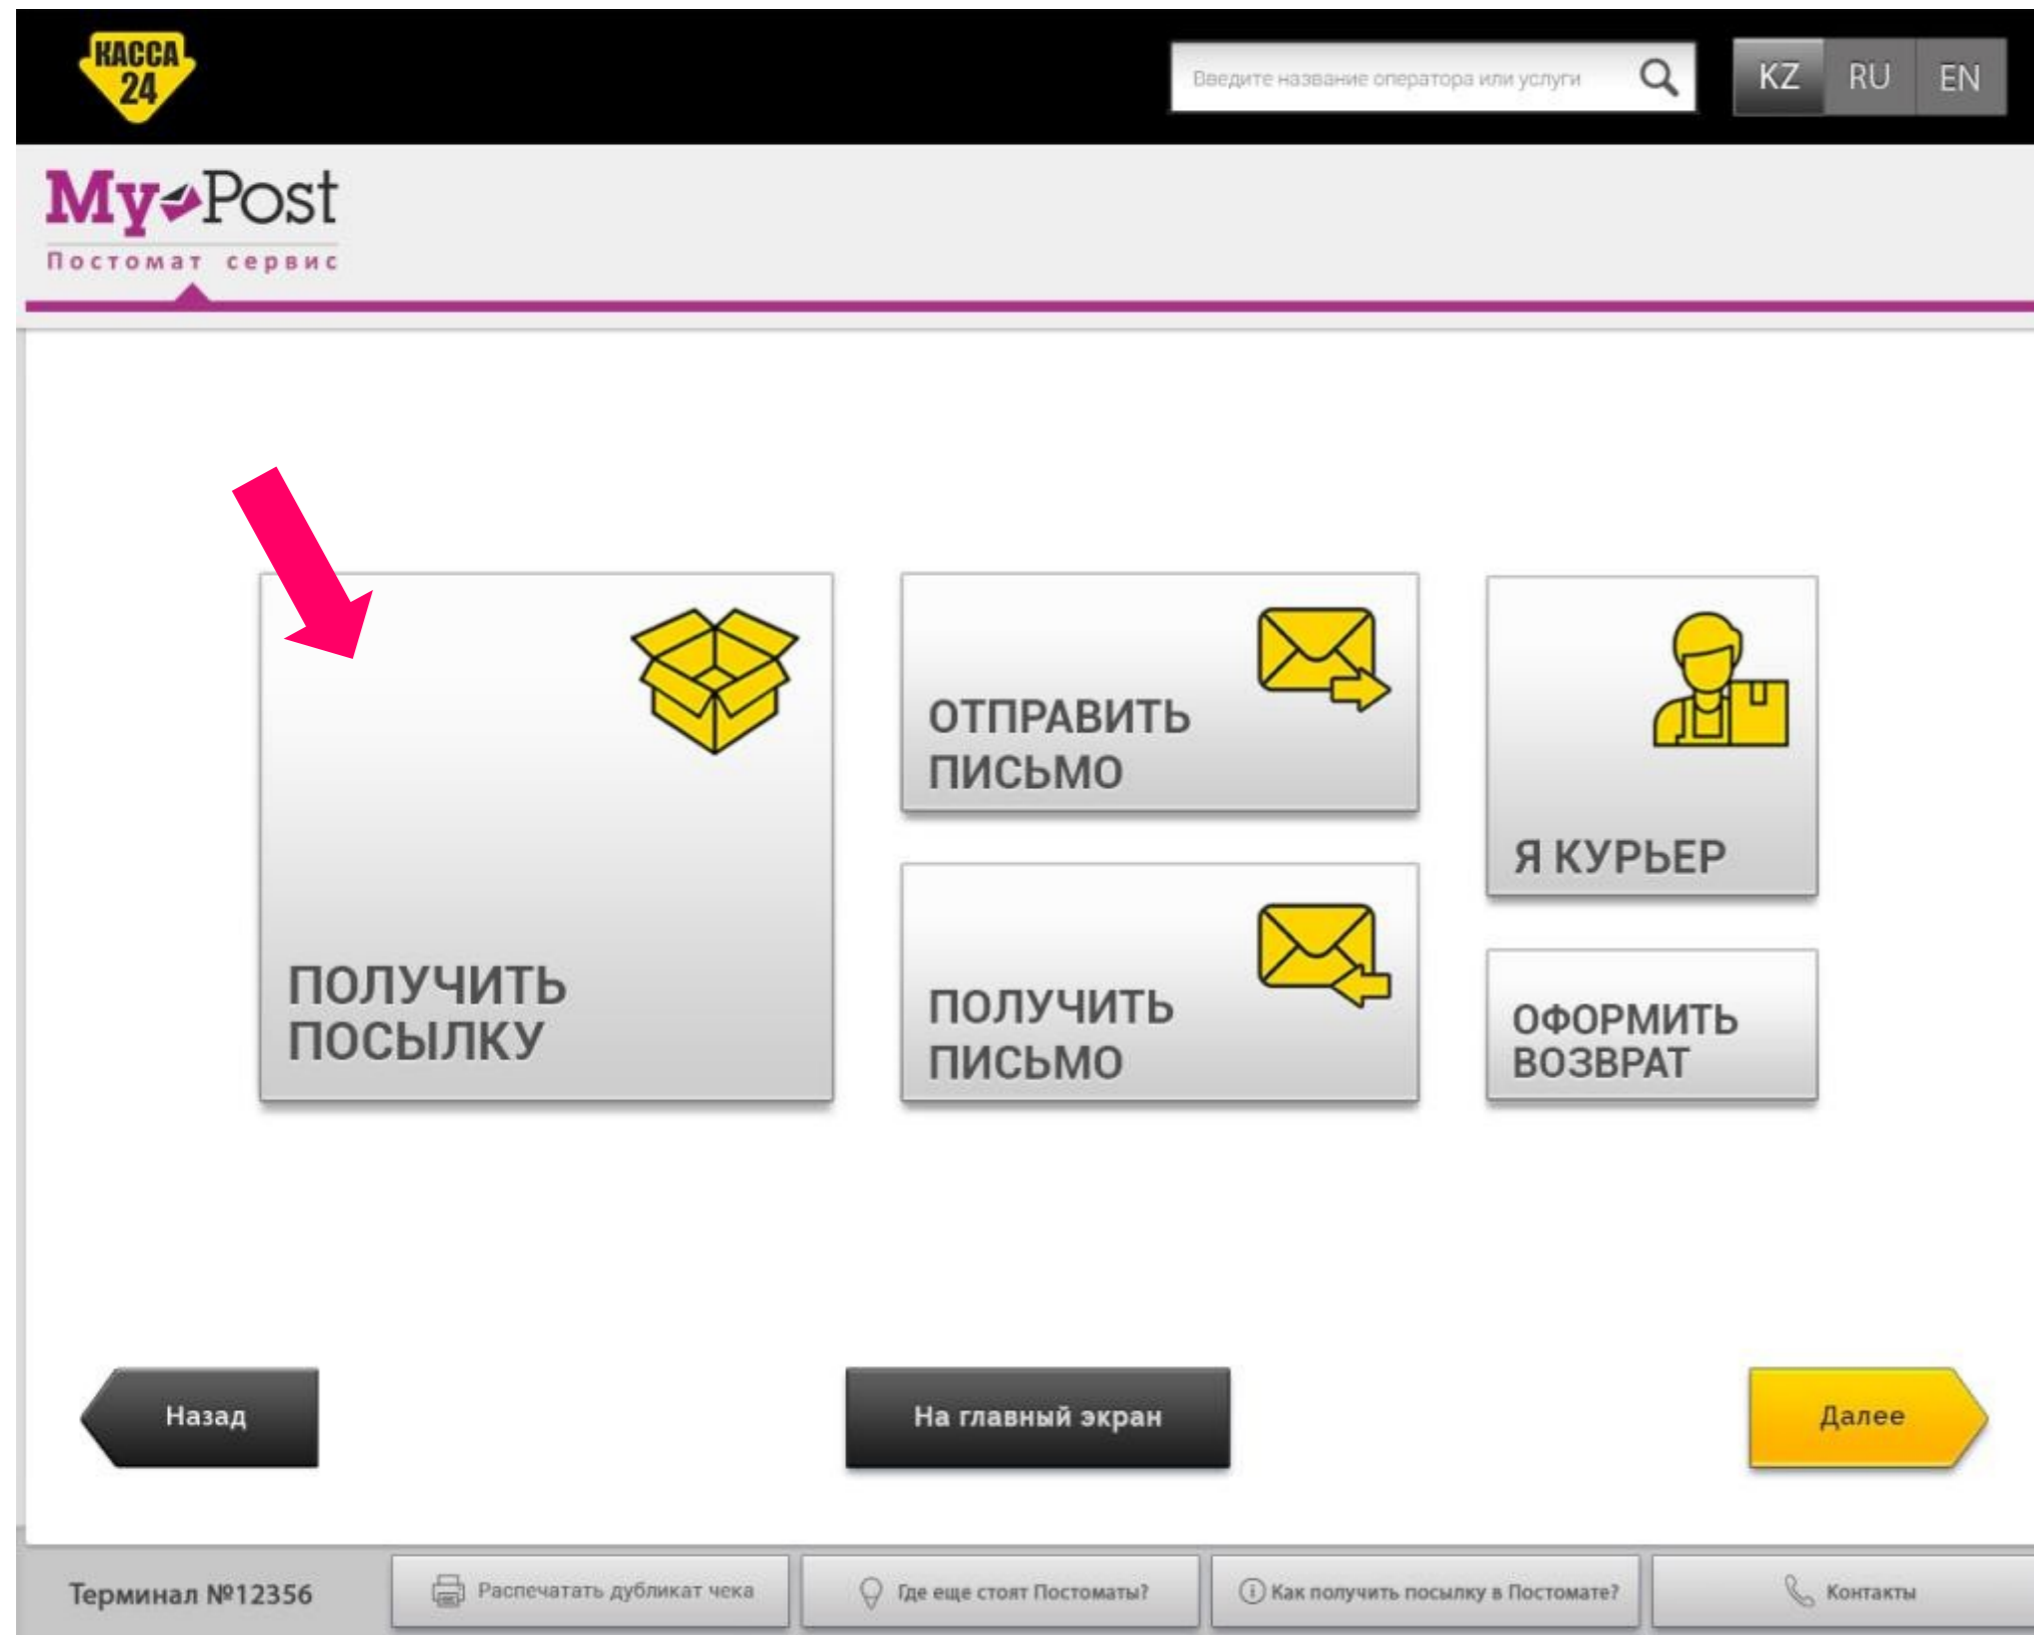 КАССА
24
Введите название оператора или услуги
KZ RU EN
My Post
Постомат сервис
ПОЛУЧИТЬ
ПОСЫЛКУ
ОТПРАВИТЬ
ПИСЬМО
ПОЛУЧИТЬ
ПИСЬМО
Я КУРЬЕР
ОФОРМИТЬ
ВОЗВРАТ
Назад
На главный экран
Далее
Терминал №12356
Распечатать дубликат чека
Где еще стоят Постоматы?
Как получить посылку в Постомате?
Контакты